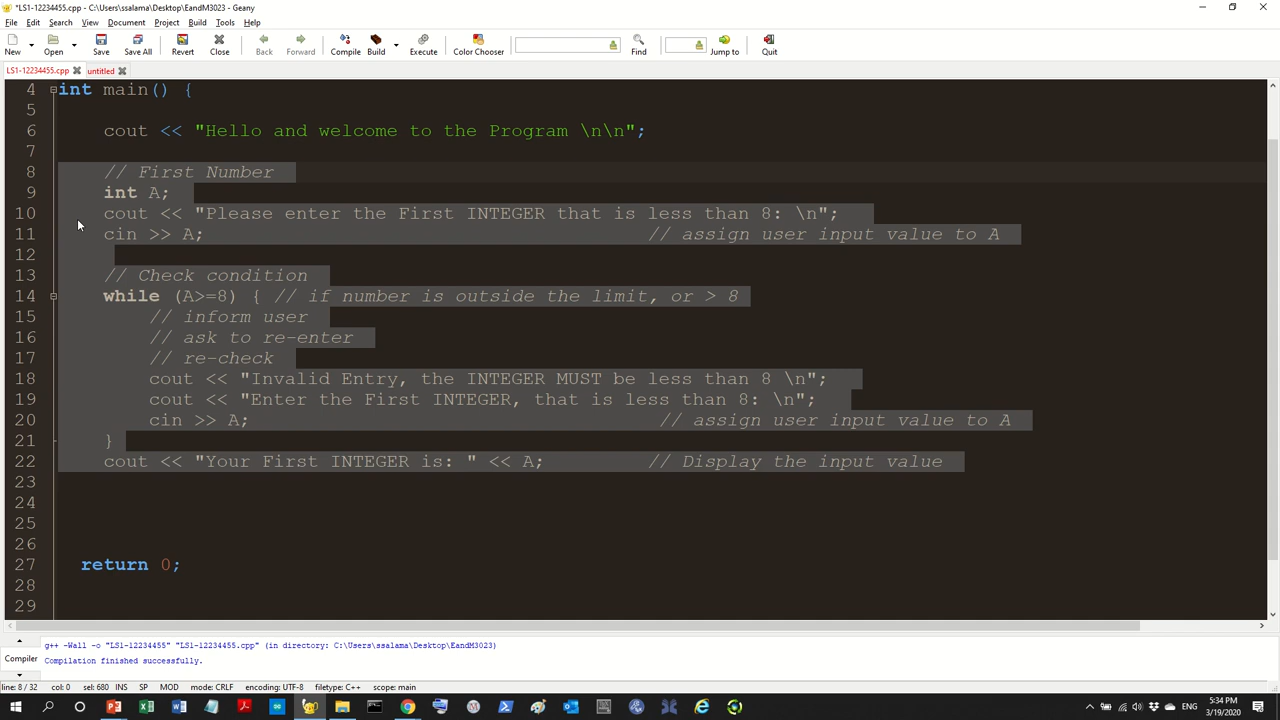 *LS1-12234455.cpp - C:\Users\ssalama\Desktop\EandM3023 - Geany
File Edit Search View Document Project Build Tools Help
New Open Save Save All Revert Close Back Forward Compile Build Execute Color Chooser Find Jump to Quit
LS1-12234455.cpp untitled
4 int main() {
5
6 cout << "Hello and welcome to the Program \n\n";
7
8 // First Number
9 int A;
10 cout << "Please enter the First INTEGER that is less than 8: \n";
11 cin >> A; // assign user input value to A
12
13 // Check condition
14 while (A>=8) { // if number is outside the limit, or > 8
15 // inform user
16 // ask to re-enter
17 // re-check
18 cout << "Invalid Entry, the INTEGER MUST be less than 8 \n";
19 cout << "Enter the First INTEGER, that is less than 8: \n";
20 cin >> A; // assign user input value to A
21 }
22 cout << "Your First INTEGER is: " << A; // Display the input value
23
24
25
26
27 return 0;
28
29
g++ -Wall -o "LS1-12234455" "LS1-12234455.cpp" (in directory: C:\Users\ssalama\Desktop\EandM3023)
Compiler Compilation finished successfully.
line: 8 / 32 col: 0 sel: 680 INS SP MOD mode: CRLF encoding: UTF-8 filetype: C++ scope: main
5:34 PM
3/19/2020